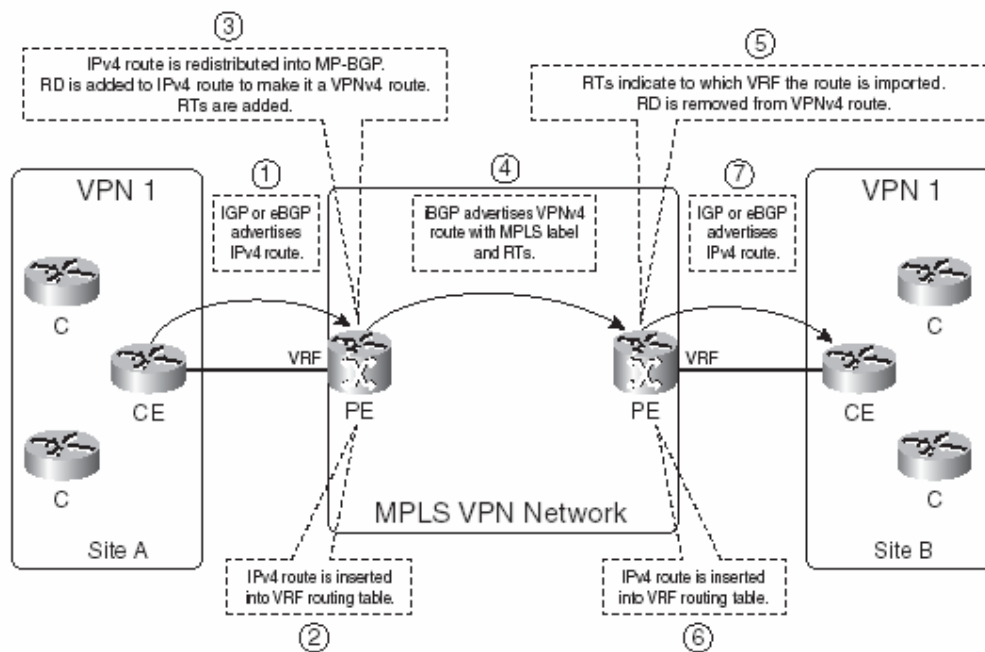 ③
IPv4 route is redistributed into MP-BGP.
RD is added to IPv4 route to make it a VPNv4 route.
RTs are added.
⑤
RTs indicate to which VRF the route is imported.
RD is removed from VPNv4 route.
VPN 1
①
IGP or eBGP
advertises
IPv4 route.
④
iBGP advertises VPNv4
route with MPLS label
and RTs.
⑦
IGP or eBGP
advertises
IPv4 route.
VPN 1
C
C
VRF
VRF
CE
PE
PE
CE
C
C
MPLS VPN Network
Site A
Site B
IPv4 route is inserted
into VRF routing table.
②
IPv4 route is inserted
into VRF routing table.
⑥